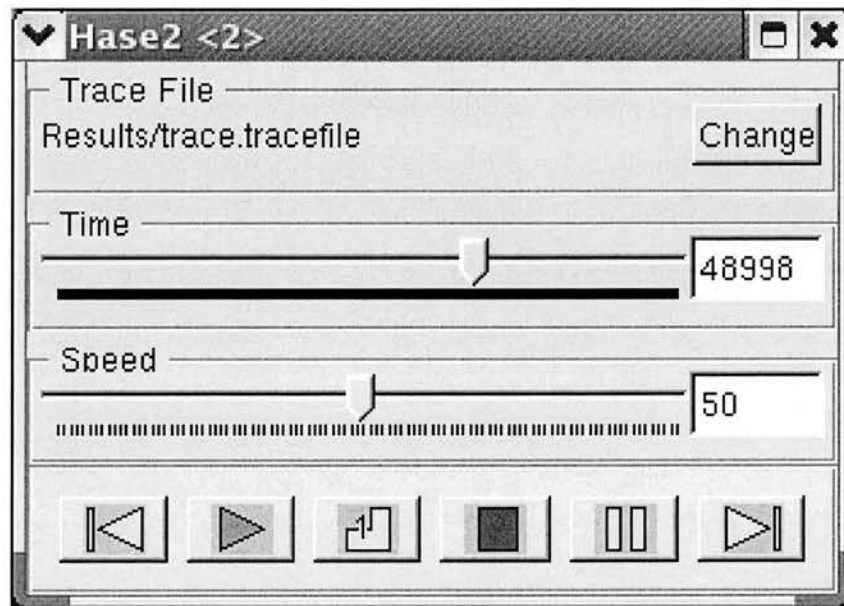 Hase2 <2>
Trace File
Results/trace.tracefile
Change
Time
48998
Speed
50